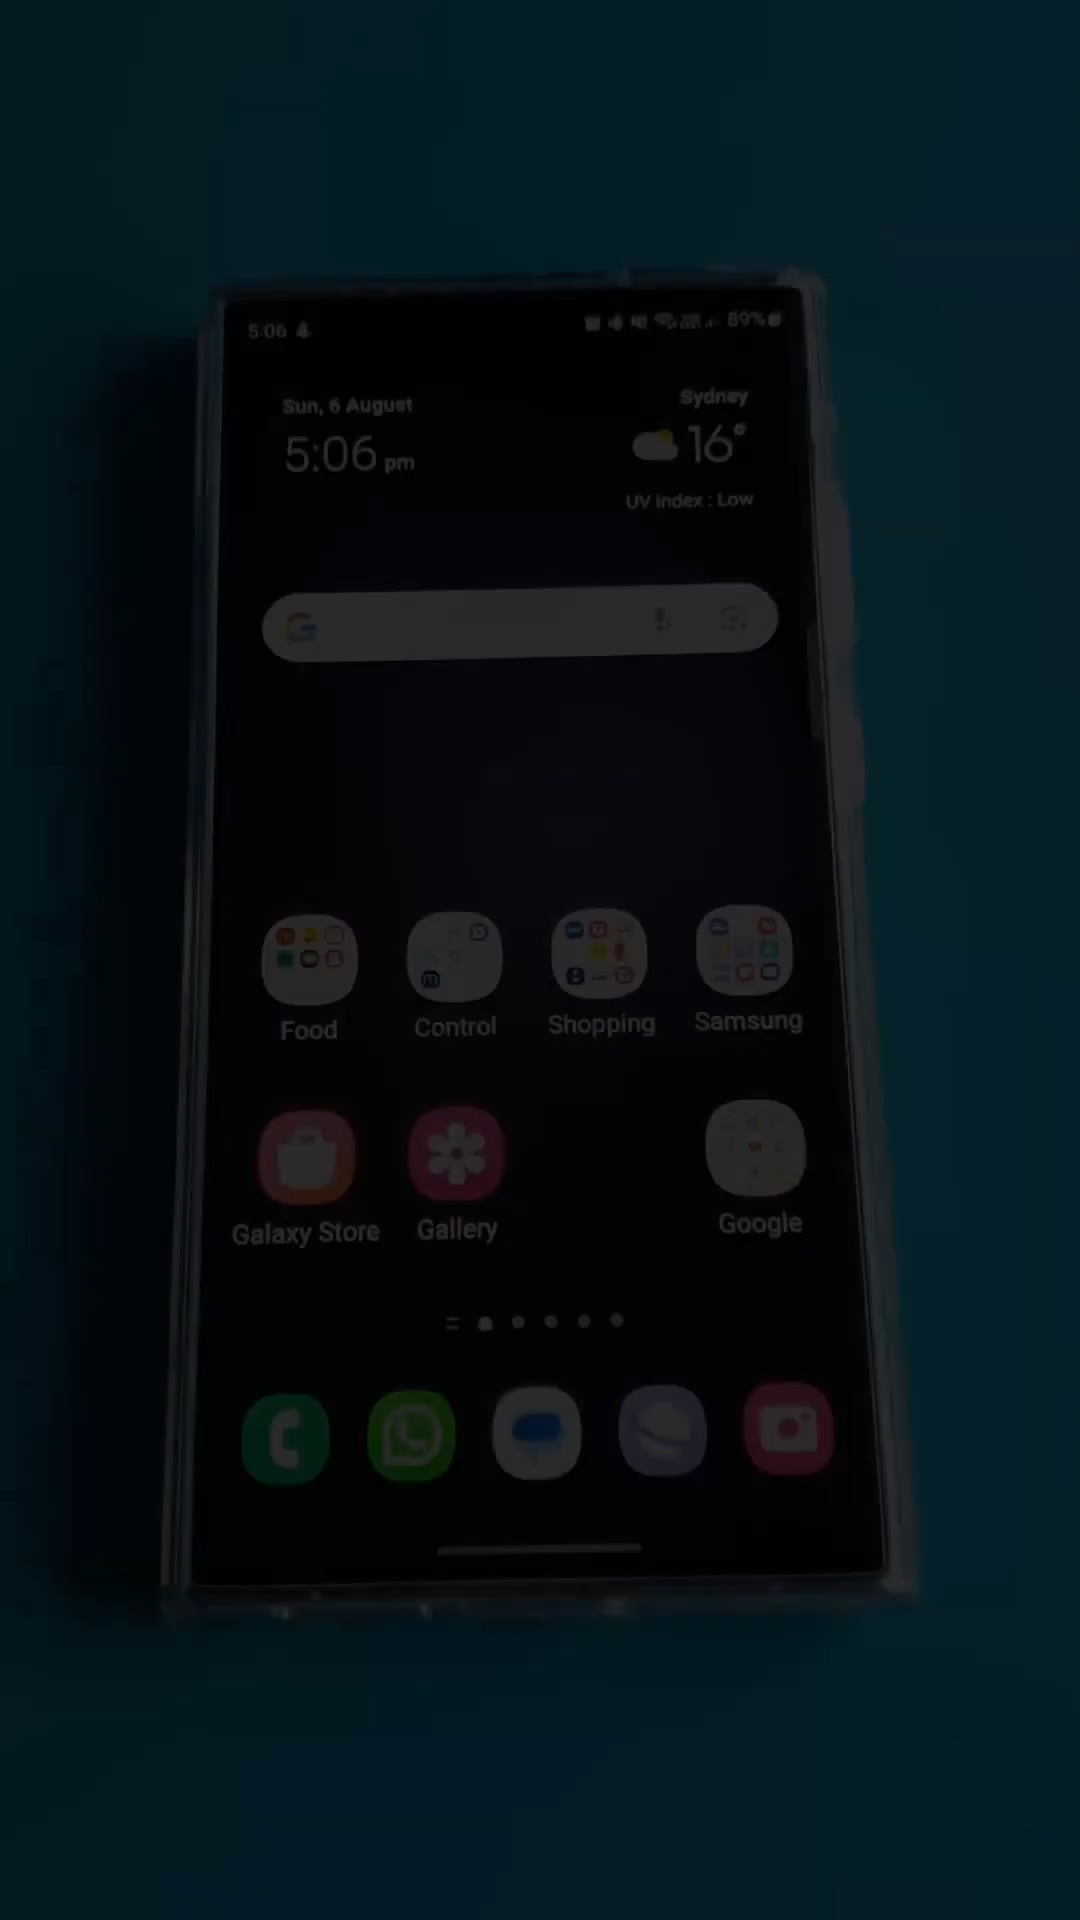 5:06 89%
Sun, 6 August Sydney
5:06 pm 16°
UV index : Low
Food Control Shopping Samsung
Galaxy Store Gallery Google